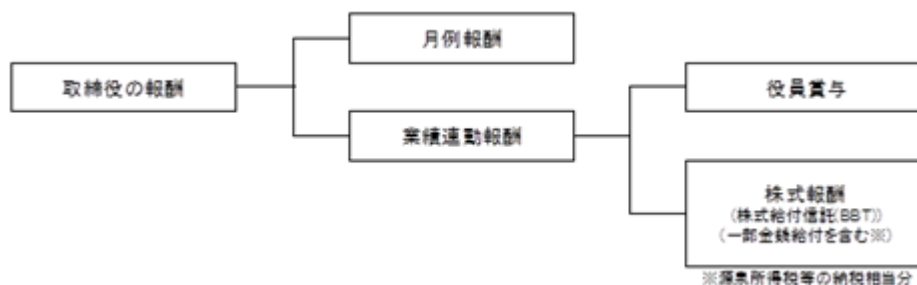 月例報酬
取締役の報酬
役員賞与
業績連動報酬
株式報酬
(株式給付信託(BBT))
(一部金銭給付を含む※)
※源泉所得税等の納税相当分